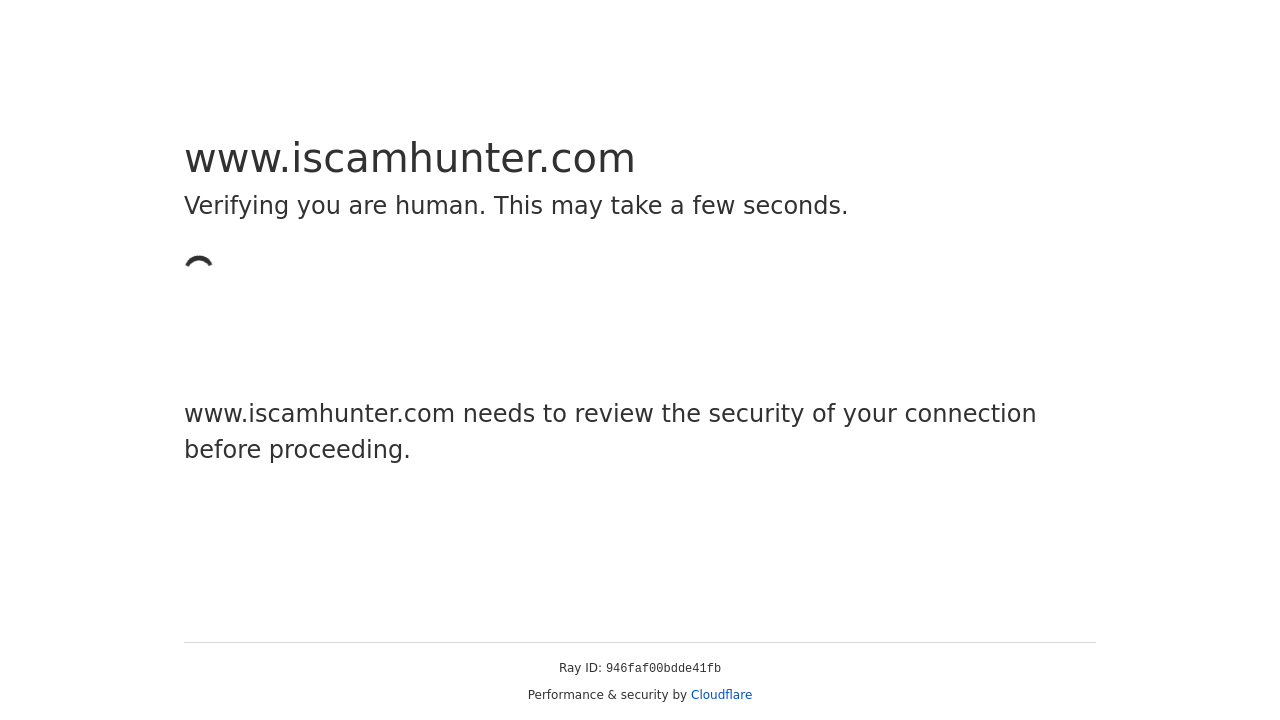 www.iscamhunter.com
Verifying you are human. This may take a few seconds.
www.iscamhunter.com needs to review the security of your connection
before proceeding.
Ray ID: 946faf00bdde41fb
Performance & security by Cloudflare